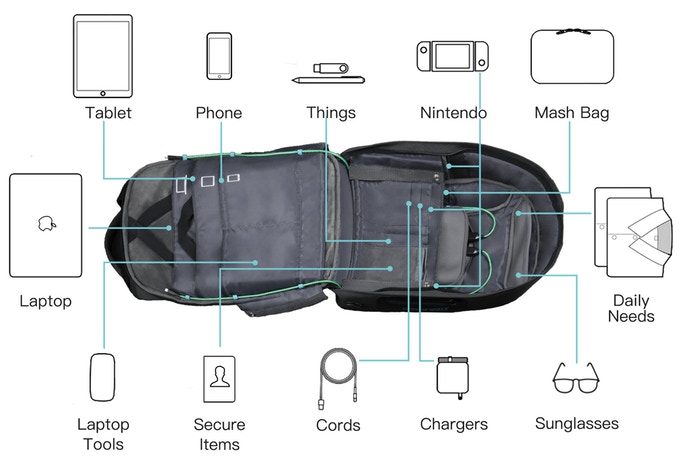 Tablet
Phone
Things
Nintendo
Mash Bag
Laptop
Daily
Needs
Laptop
Tools
Secure
Items
Cords
Chargers
Sunglasses